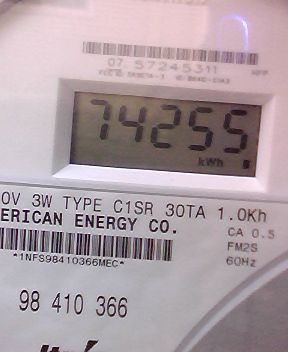 07 57245311
74255
kWh
0V 3W TYPE C1SR 30TA 1.0Kh
ERICAN ENERGY CO.
CA 0.5
FM2S
60Hz
*1NFS98410366MEC*
98 410 366